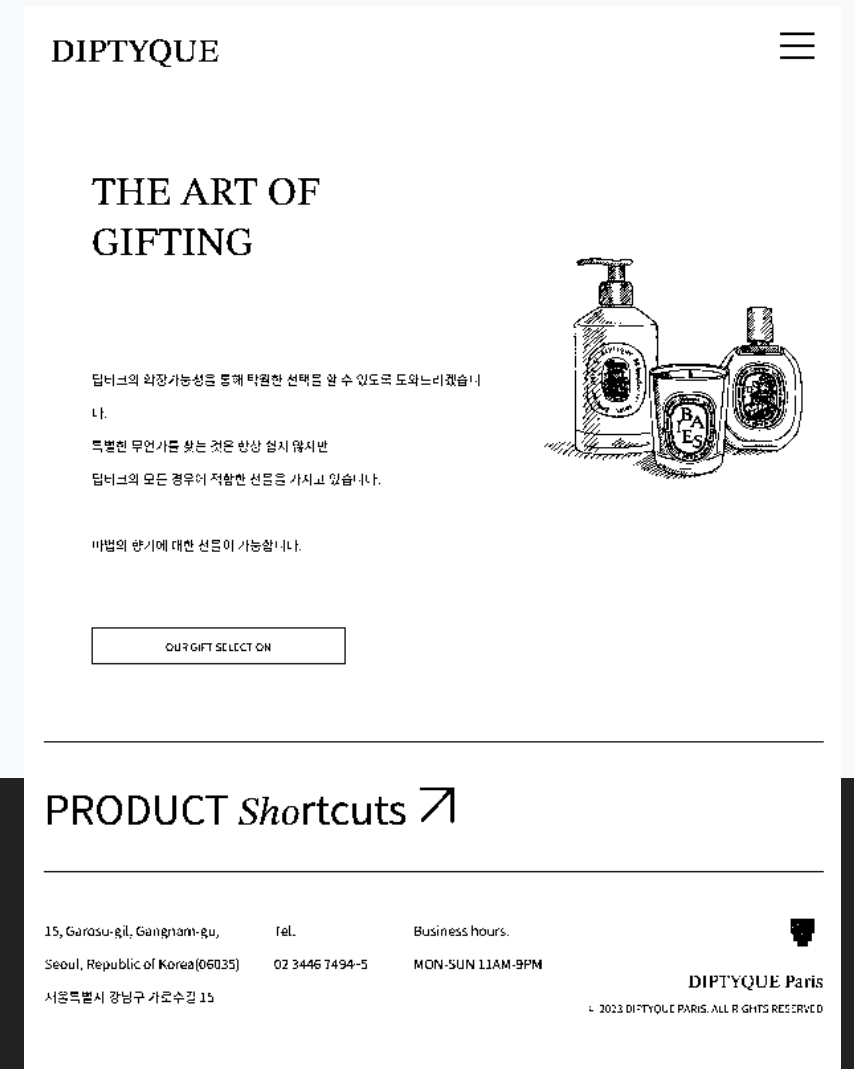 DIPTYQUE
THE ART OF
GIFTING
딥티크의 확장가능성을 통해 탁월한 선택을 할 수 있도록 도와드리겠습니
다.
특별한 무언가를 찾는 것은 항상 쉽지 않지만
딥티크의 모든 경우에 적합한 선물을 가지고 있습니다.
마법의 향기에 대한 선물이 가능합니다.
BAIES
OUR GIFT SELECTION
PRODUCT Shortcuts
15, Garosu-gil, Gangnam-gu,
Seoul, Republic of Korea(06035)
서울특별시 강남구 가로수길 15
Tel.
02 3446 7494~5
Business hours.
MON-SUN 11AM-9PM
DIPTYQUE Paris
© 2023 DIPTYQUE PARIS. ALL RIGHTS RESERVED